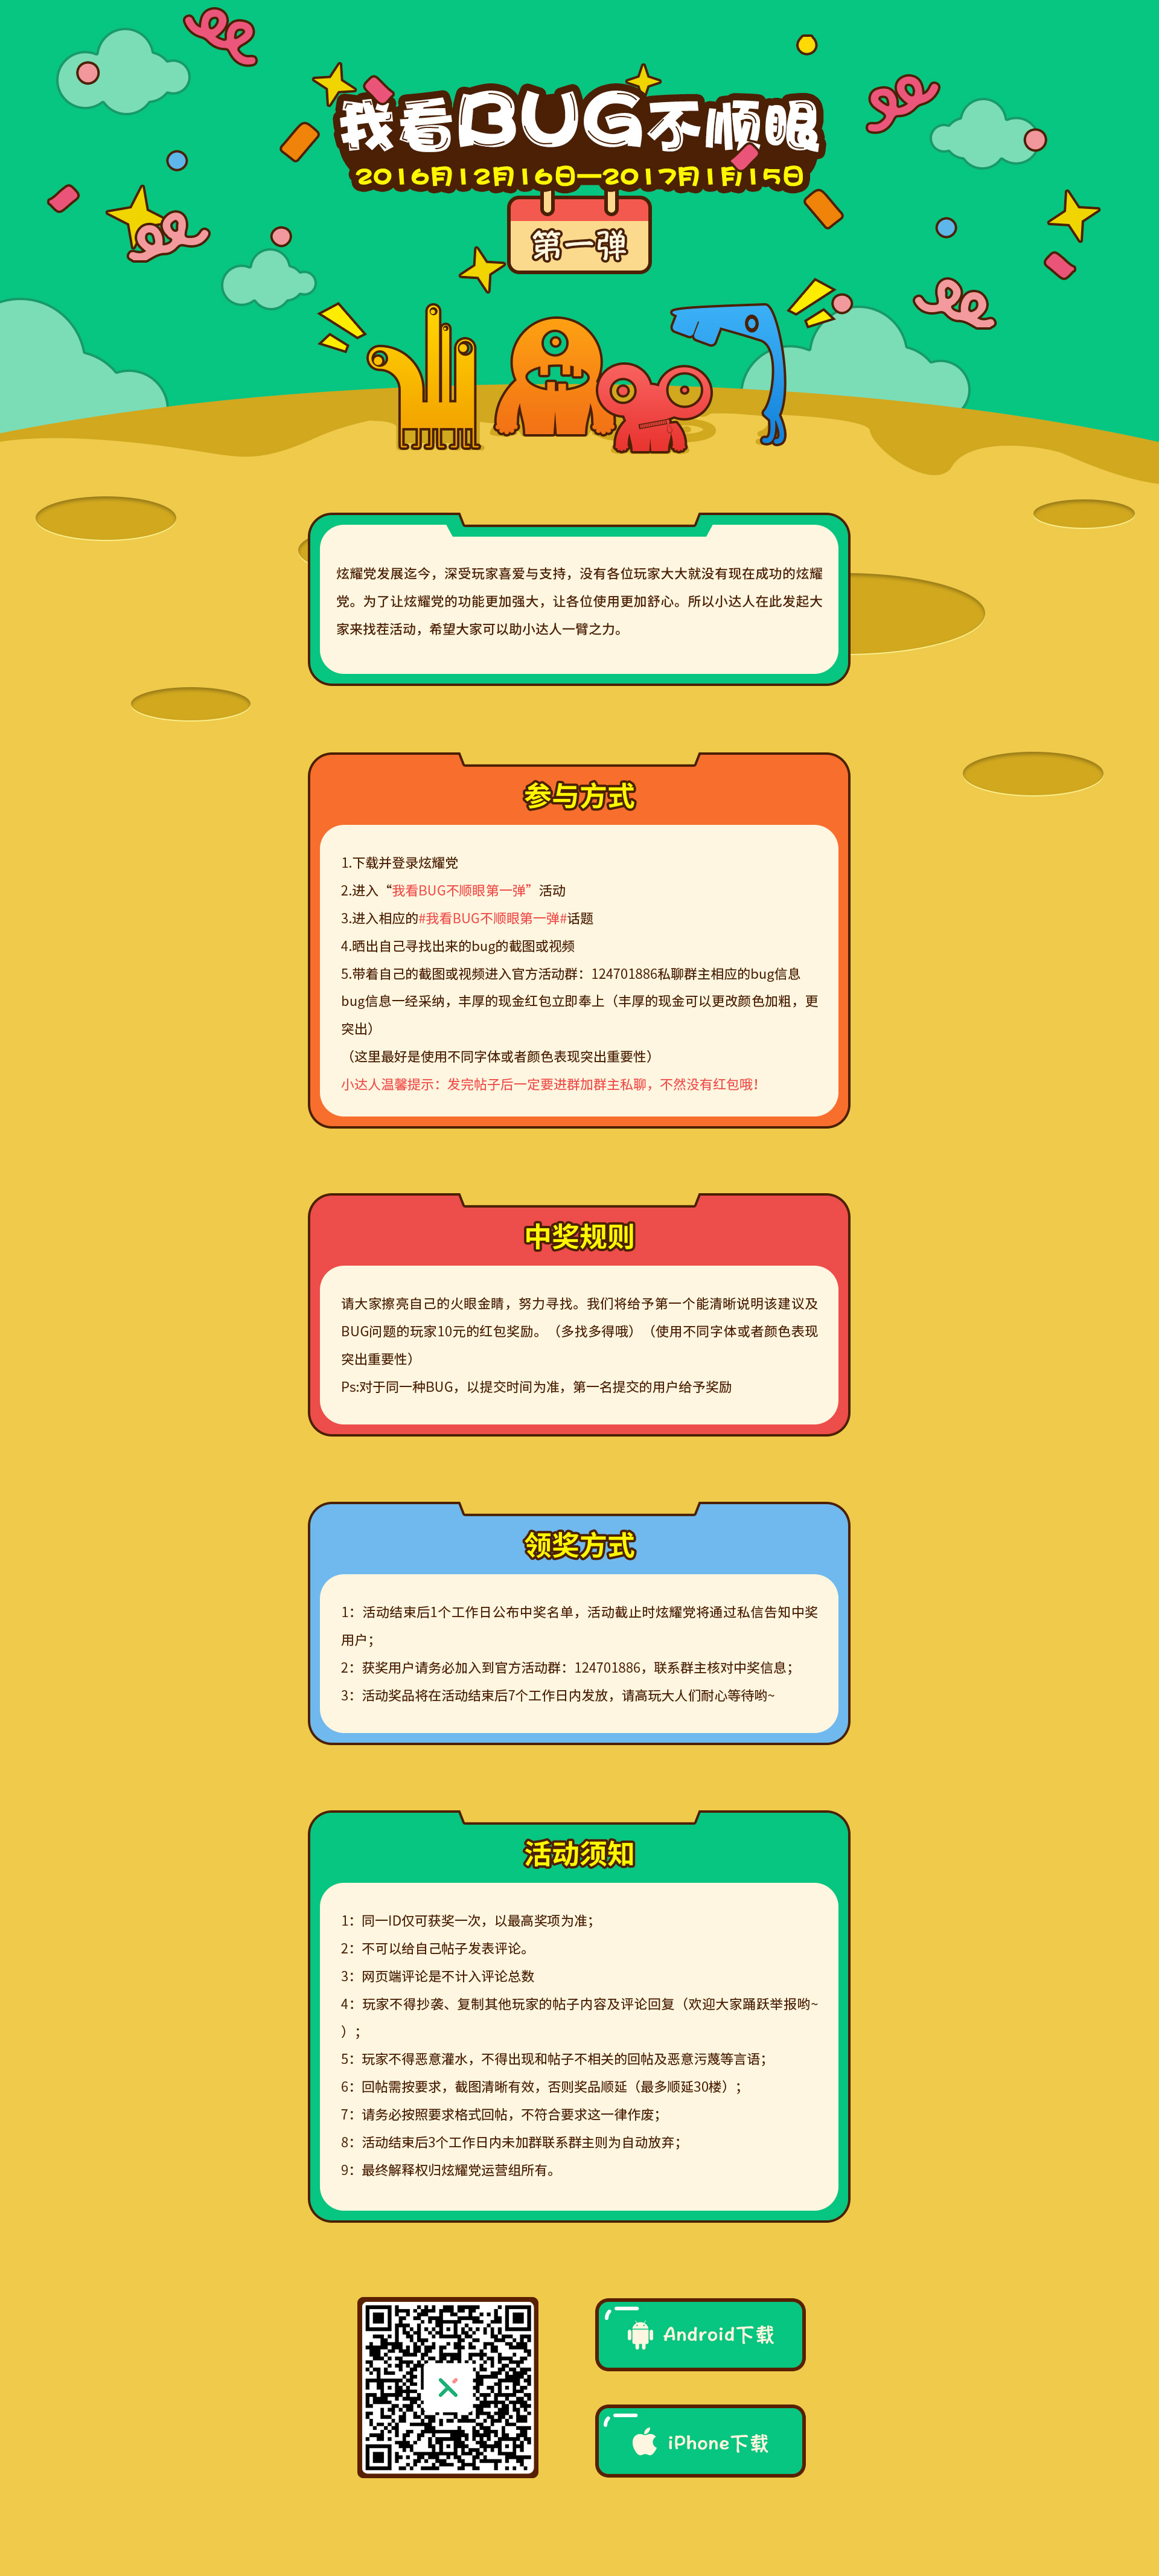 我看BUG不顺眼
2016月12月16日—2017月1月15日
第一弹
炫耀党发展迄今，深受玩家喜爱与支持，没有各位玩家大大就没有现在成功的炫耀
党。为了让炫耀党的功能更加强大，让各位使用更加舒心。所以小达人在此发起大
家来找茬活动，希望大家可以助小达人一臂之力。
参与方式
1.下载并登录炫耀党
2.进入“我看BUG不顺眼第一弹”活动
3.进入相应的#我看BUG不顺眼第一弹#话题
4.晒出自己寻找出来的bug的截图或视频
5.带着自己的截图或视频进入官方活动群：124701886私聊群主相应的bug信息
bug信息一经采纳，丰厚的现金红包立即奉上（丰厚的现金可以更改颜色加粗，更
突出）
（这里最好是使用不同字体或者颜色表现突出重要性）
小达人温馨提示：发完帖子后一定要进群加群主私聊，不然没有红包哦！
中奖规则
请大家擦亮自己的火眼金睛，努力寻找。我们将给予第一个能清晰说明该建议及
BUG问题的玩家10元的红包奖励。（多找多得哦）（使用不同字体或者颜色表现
突出重要性）
Ps:对于同一种BUG，以提交时间为准，第一名提交的用户给予奖励
领奖方式
1：活动结束后1个工作日公布中奖名单，活动截止时炫耀党将通过私信告知中奖
用户；
2：获奖用户请务必加入到官方活动群：124701886，联系群主核对中奖信息；
3：活动奖品将在活动结束后7个工作日内发放，请高玩大人们耐心等待哟~
活动须知
1：同一ID仅可获奖一次，以最高奖项为准；
2：不可以给自己帖子发表评论。
3：网页端评论是不计入评论总数
4：玩家不得抄袭、复制其他玩家的帖子内容及评论回复（欢迎大家踊跃举报哟~
）；
5：玩家不得恶意灌水，不得出现和帖子不相关的回帖及恶意污蔑等言语；
6：回帖需按要求，截图清晰有效，否则奖品顺延（最多顺延30楼）；
7：请务必按照要求格式回帖，不符合要求这一律作废；
8：活动结束后3个工作日内未加群联系群主则为自动放弃；
9：最终解释权归炫耀党运营组所有。
Android下载
iPhone下载